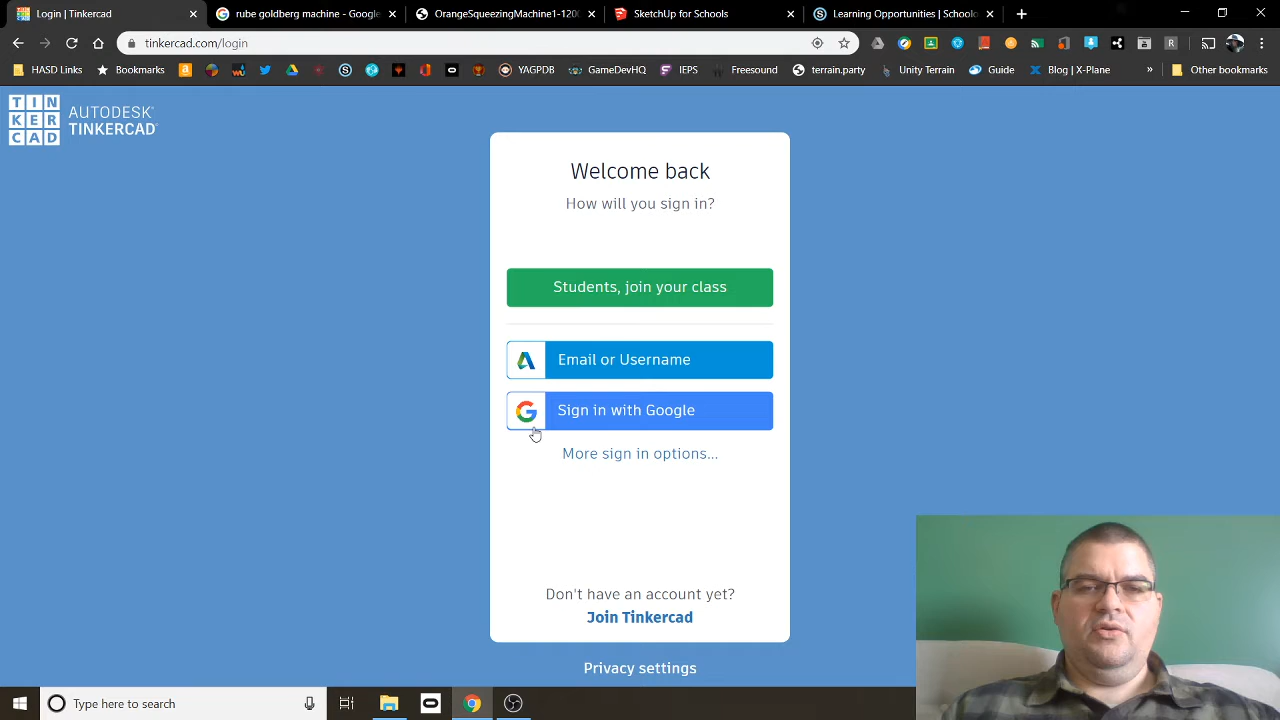 Login | Tinkercad
rube goldberg machine - Google
OrangeSqueezingMachine1-1200
SketchUp for Schools
Learning Opportunities | Schoolo
tinkercad.com/login
HASD Links
Bookmarks
YAGPDB
GameDevHQ
IEPS
Freesound
terrain.party
Unity Terrain
Guide
Blog | X-Plane
»
Other bookmarks
TIN
KER
CAD
AUTODESK®
TINKERCAD®
Welcome back
How will you sign in?
Students, join your class
Email or Username
Sign in with Google
More sign in options...
Don't have an account yet?
Join Tinkercad
Privacy settings
Type here to search